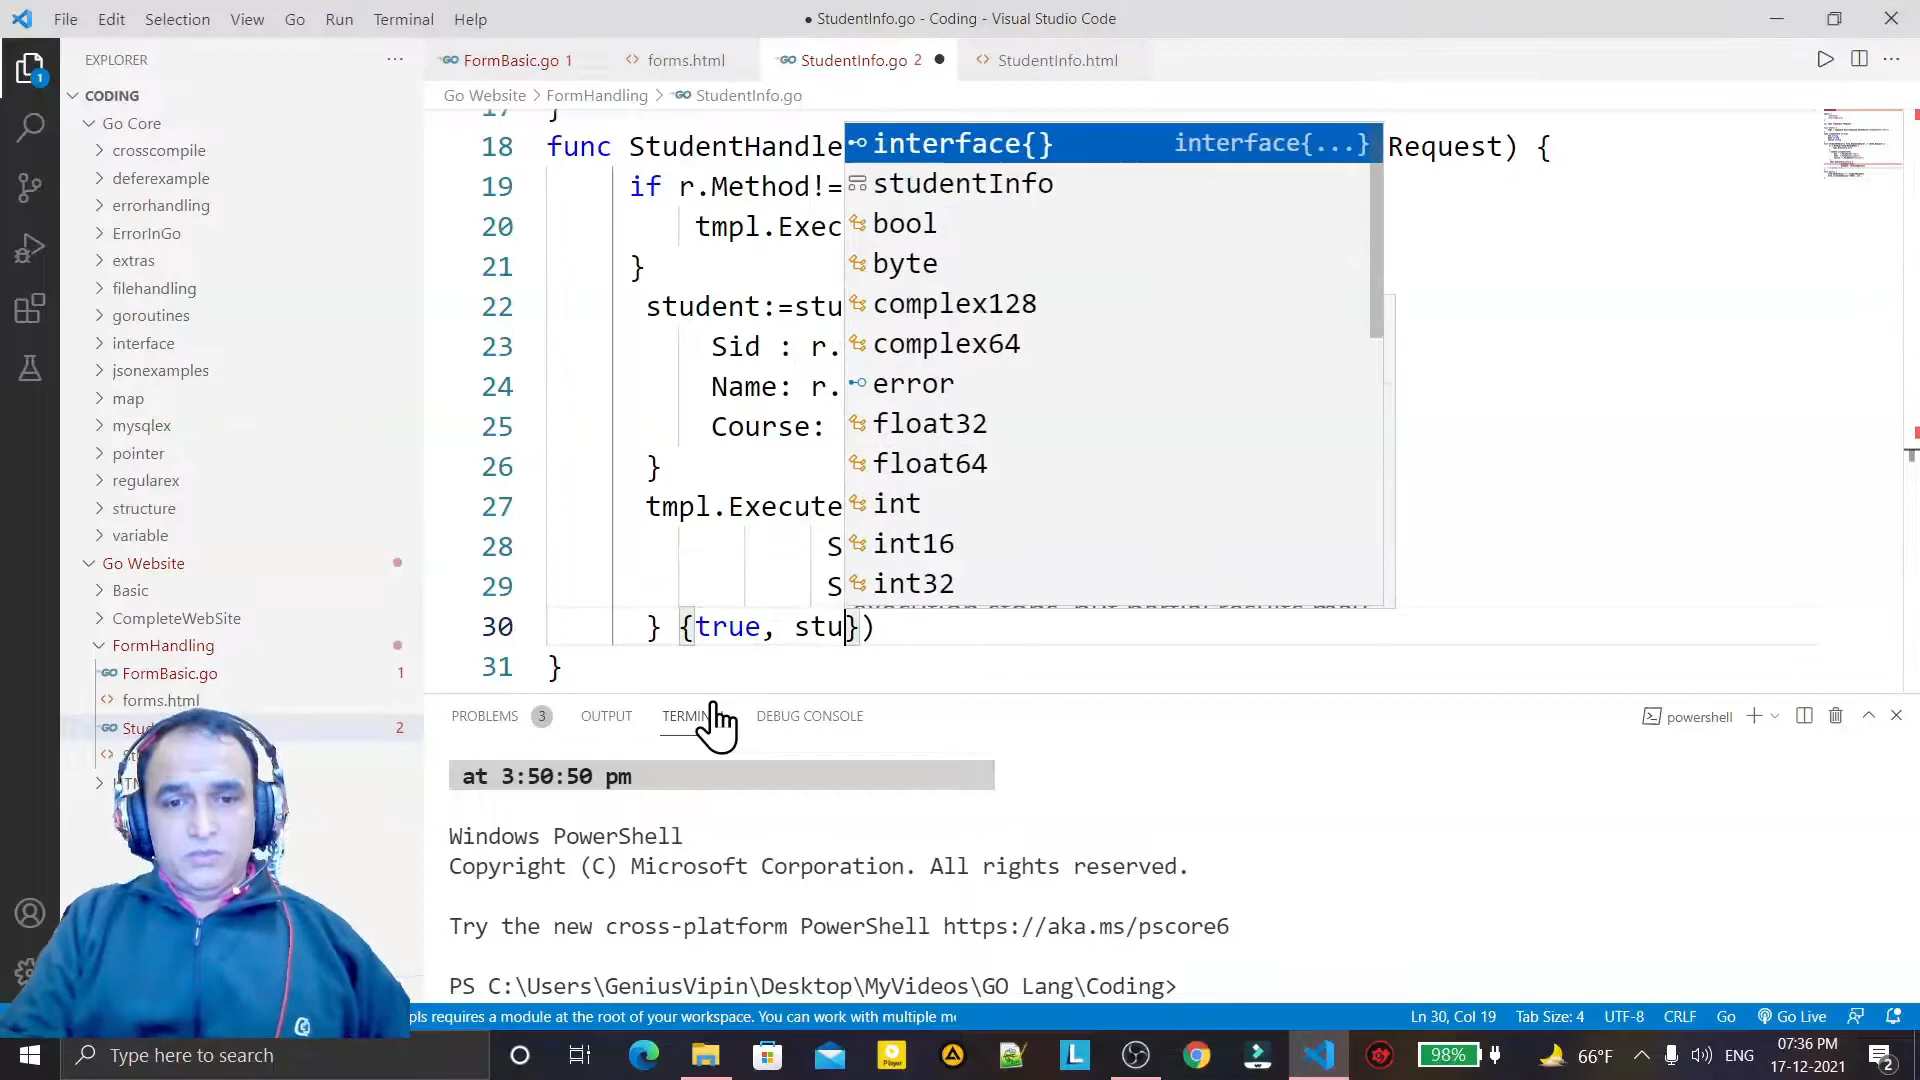 File Edit Selection View Go Run Terminal Help
● StudentInfo.go - Coding - Visual Studio Code
EXPLORER
1
CODING
Go Core
crosscompile
deferexample
errorhandling
ErrorInGo
extras
filehandling
goroutines
interface
jsonexamples
map
mysqlex
pointer
regularex
structure
variable
Go Website
Basic
CompleteWebSite
FormHandling
FormBasic.go 1
forms.html
2
FormBasic.go 1 forms.html StudentInfo.go 2 StudentInfo.html
Go Website > FormHandling > StudentInfo.go
17 }
18 func StudentHandle Request) {
19 if r.Method!=
20 tmpl.Exec
21 }
22 student:=stu
23 Sid : r.
24 Name: r.
25 Course:
26 }
27 tmpl.Execute
28 S
29 S
30 } {true, stu})
31 }
interface{} interface{...}
studentInfo
bool
byte
complex128
complex64
error
float32
float64
int
int16
int32
PROBLEMS 3 OUTPUT TERMIN DEBUG CONSOLE
powershell
at 3:50:50 pm
Windows PowerShell
Copyright (C) Microsoft Corporation. All rights reserved.
Try the new cross-platform PowerShell https://aka.ms/pscore6
PS C:\Users\GeniusVipin\Desktop\MyVideos\GO Lang\Coding>
pls requires a module at the root of your workspace. You can work with multiple m
Ln 30, Col 19 Tab Size: 4 UTF-8 CRLF Go Go Live
Type here to search
98% 66°F ENG
07:36 PM
17-12-2021
2